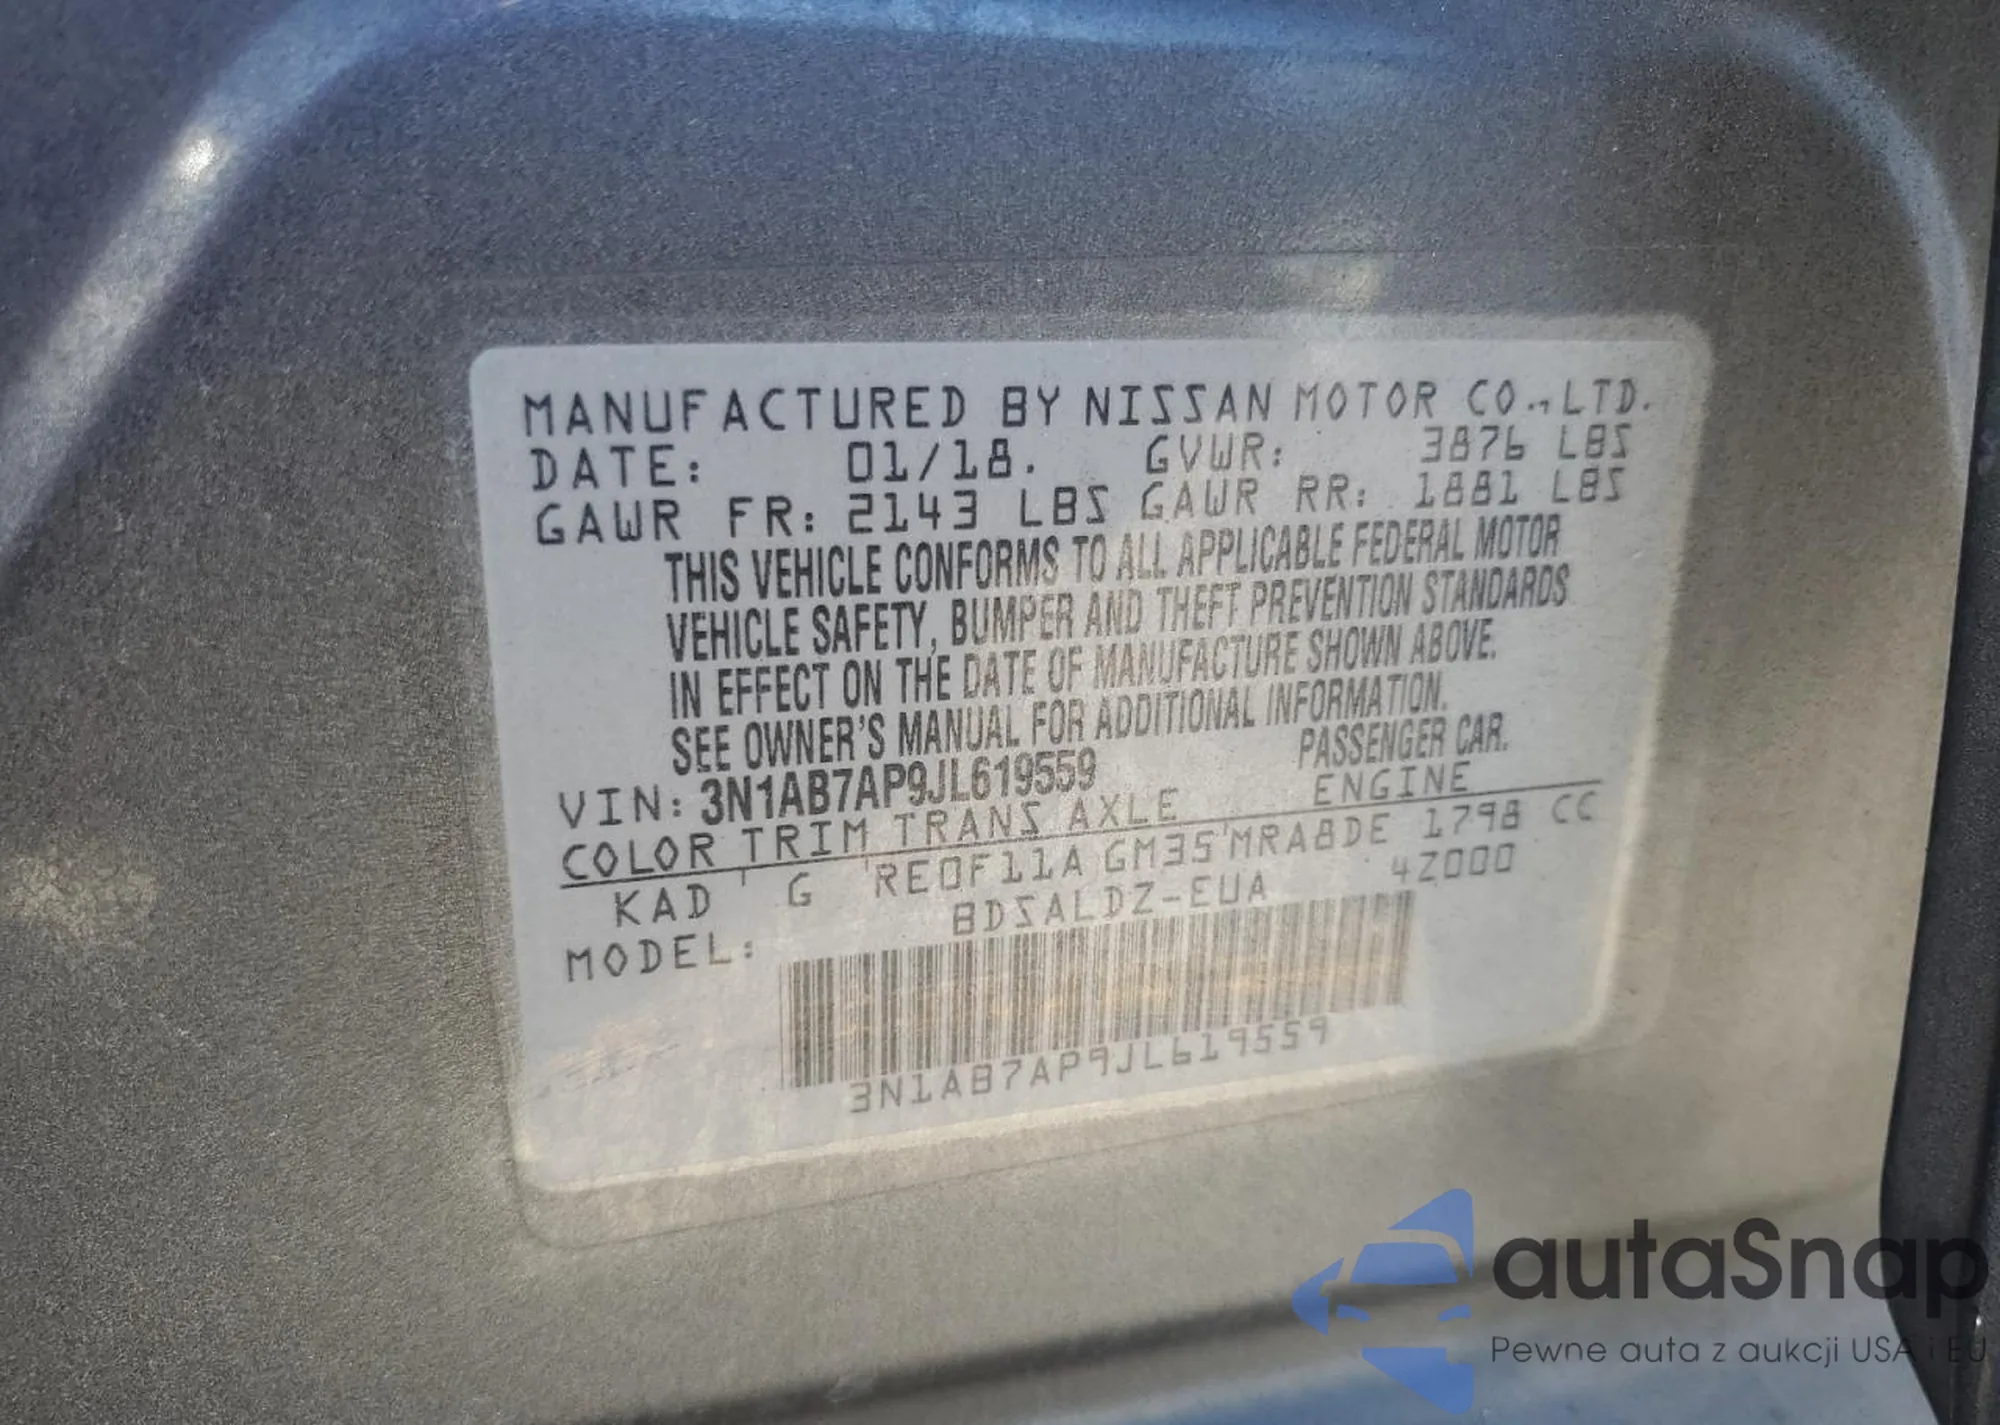 MANUFACTURED BY NISSAN MOTOR CO., LTD.
DATE: 01/18. GVWR: 3876 LBS
GAWR FR: 2143 LBS GAWR RR: 1881 LBS
THIS VEHICLE CONFORMS TO ALL APPLICABLE FEDERAL MOTOR
VEHICLE SAFETY, BUMPER AND THEFT PREVENTION STANDARDS
IN EFFECT ON THE DATE OF MANUFACTURE SHOWN ABOVE.
SEE OWNER'S MANUAL FOR ADDITIONAL INFORMATION.
VIN: 3N1AB7AP9JL619559 PASSENGER CAR.
COLOR TRIM TRANS AXLE ENGINE
KAD ' G ' RE0F11A GM35 ' MRA8DE 1798 CC
MODEL: BDSALDZ-EUA 4Z000
3N1AB7AP9JL619559
autaSnap
Pewne auta z aukcji USA i EU